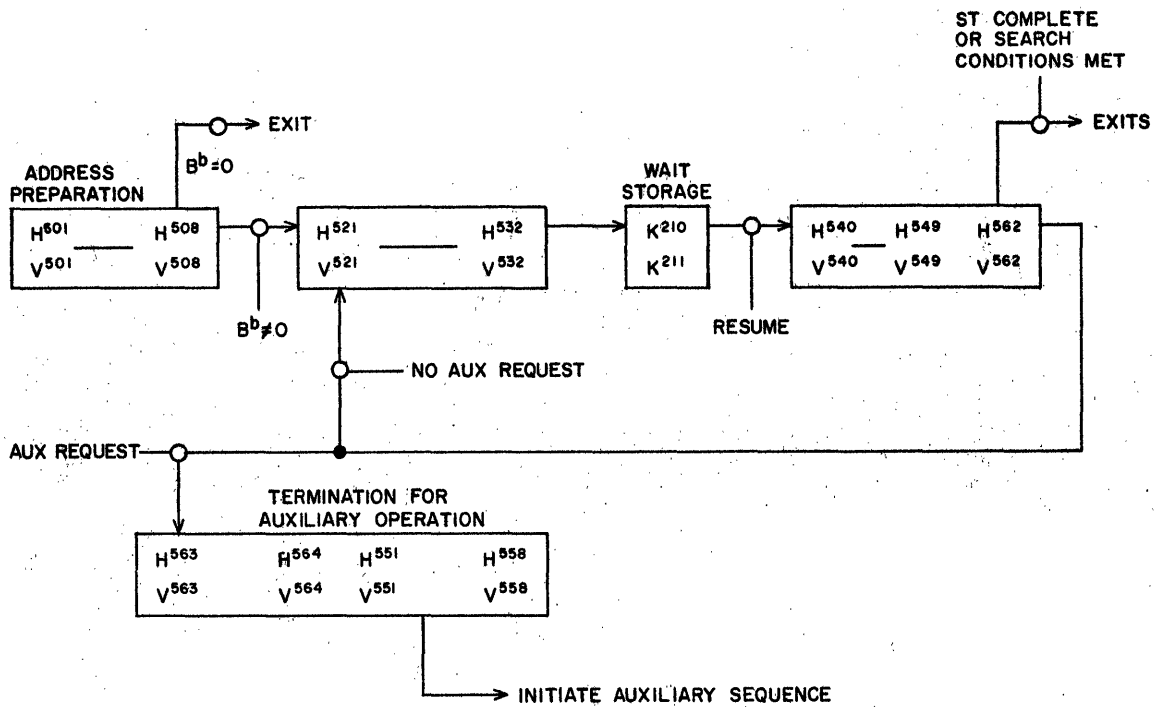 ST COMPLETE
OR SEARCH
CONDITIONS MET
EXIT
EXITS
B^b=0
ADDRESS
PREPARATION
WAIT
STORAGE
H^601 H^508
V^501 V^508
H^521 H^532
V^521 V^532
K^210
K^211
H^540 H^549 H^562
V^540 V^549 V^562
B^b≠0
RESUME
NO AUX REQUEST
AUX REQUEST
TERMINATION FOR
AUXILIARY OPERATION
H^563 H^564 H^551 H^558
V^563 V^564 V^551 V^558
INITIATE AUXILIARY SEQUENCE